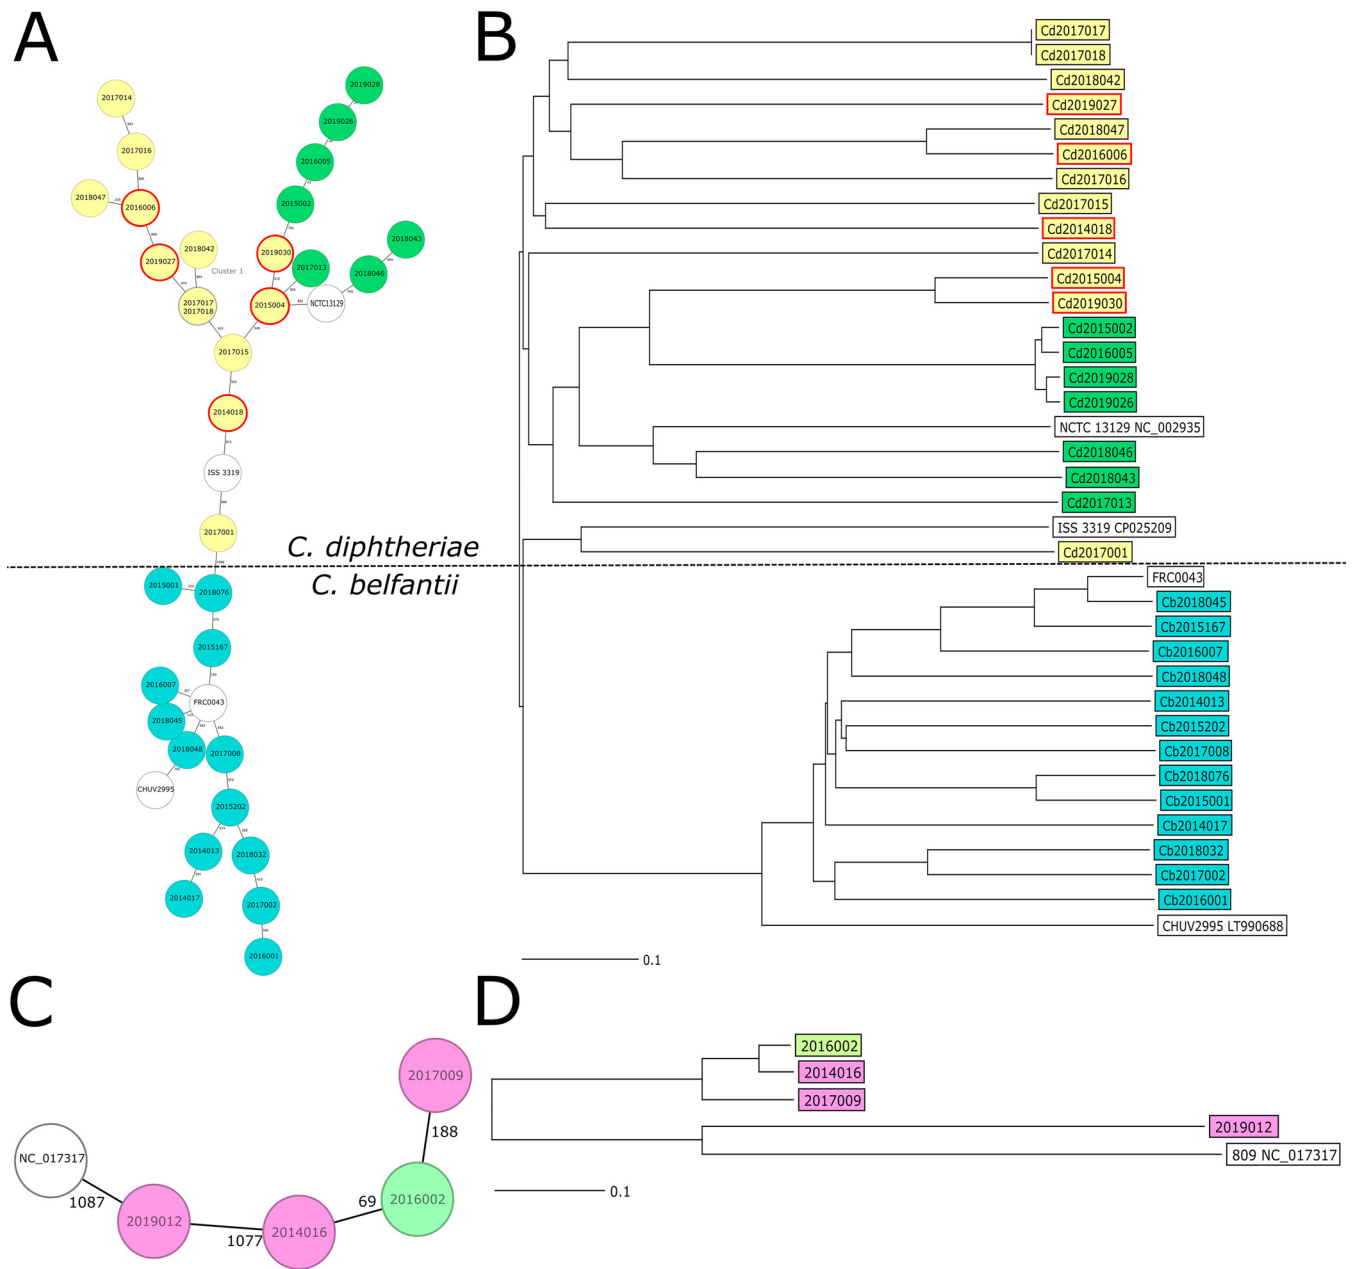 A
2017014
2017016
2018047
2016006
2019027
2018042
Cluster 1
2017017
2017018
2019028
2019026
2016005
2015002
2019030
2017013
2018043
2018046
2015004
NCTC13129
2017015
2014018
ISS 3319
2017001
C. diphtheriae
C. belfantii
2015001
2018076
2015167
2016007
FRC0043
2018045
2018048
2017008
CHUV2995
2015202
2014013
2018032
2014017
2017002
2016001
B
Cd2017017
Cd2017018
Cd2018042
Cd2019027
Cd2018047
Cd2016006
Cd2017016
Cd2017015
Cd2014018
Cd2017014
Cd2015004
Cd2019030
Cd2015002
Cd2016005
Cd2019028
Cd2019026
NCTC 13129 NC_002935
Cd2018046
Cd2018043
Cd2017013
ISS 3319 CP025209
Cd2017001
FRC0043
Cb2018045
Cb2015167
Cb2016007
Cb2018048
Cb2014013
Cb2015202
Cb2017008
Cb2018076
Cb2015001
Cb2014017
Cb2018032
Cb2017002
Cb2016001
CHUV2995 LT990688
0.1
C
2017009
188
NC_017317
1087
2019012
1077
2014016
69
2016002
D
2016002
2014016
2017009
2019012
809 NC_017317
0.1